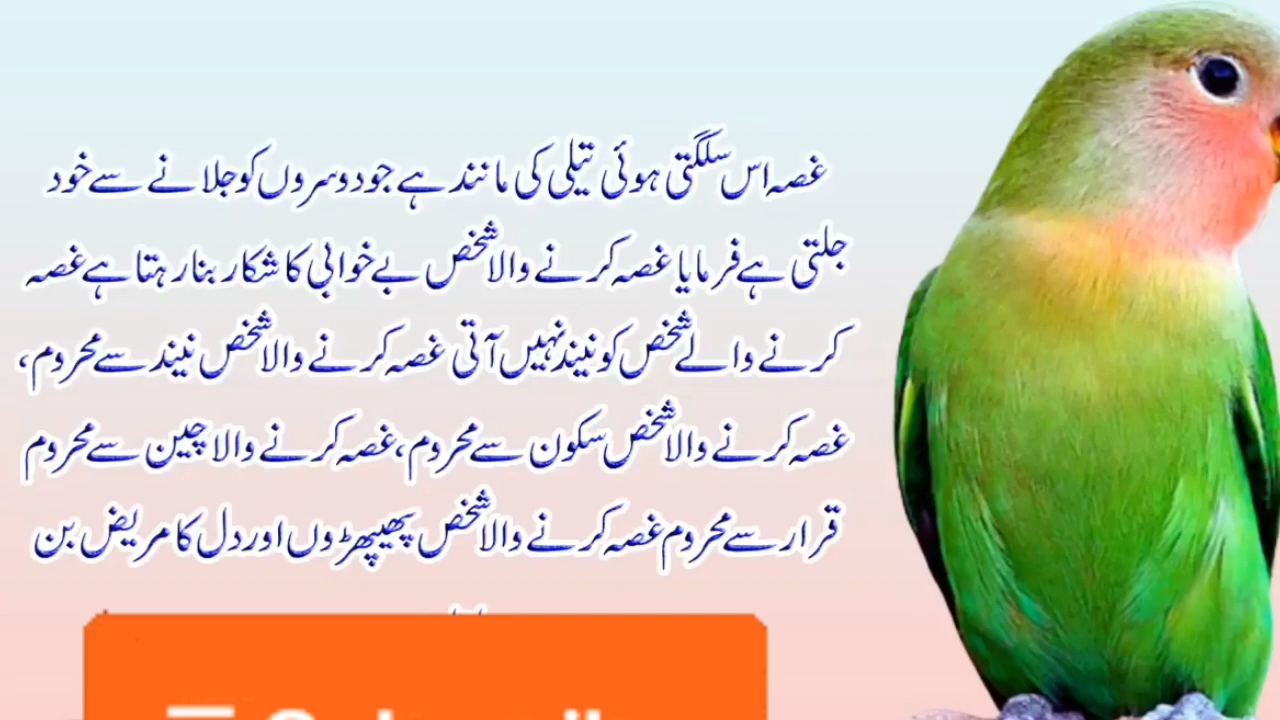 غصہ اس سلگتی ہوئی تیلی کی مانند ہے جو دوسروں کو جلانے سے خود
جلتی ہے فرمایا غصہ کرنے والا شخص بے خوابی کا شکار بنا رہتا ہے غصہ
کرنے والے شخص کو نیند نہیں آتی غصہ کرنے والا شخص نیند سے محروم،
غصہ کرنے والا شخص سکون سے محروم، غصہ کرنے والا چین سے محروم
قرار سے محروم غصہ کرنے والا شخص پھیپھڑوں اور دل کا مریض بن